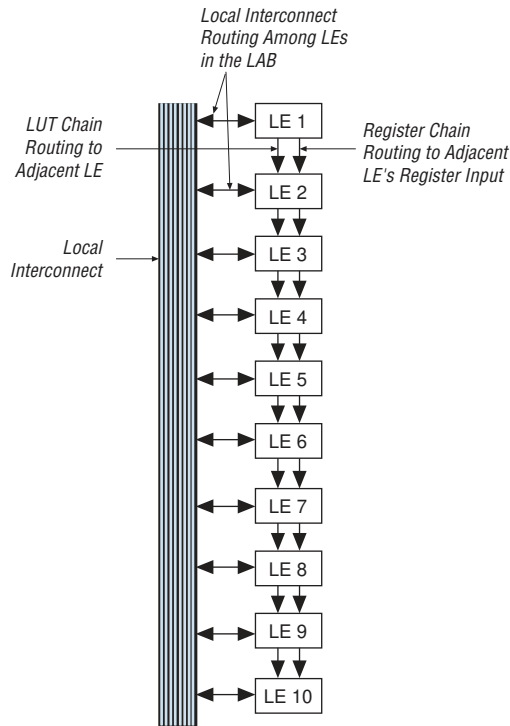 Local Interconnect
Routing Among LEs
in the LAB
LUT Chain
Routing to
Adjacent LE
Register Chain
Routing to Adjacent
LE's Register Input
Local
Interconnect
LE 1
LE 2
LE 3
LE 4
LE 5
LE 6
LE 7
LE 8
LE 9
LE 10